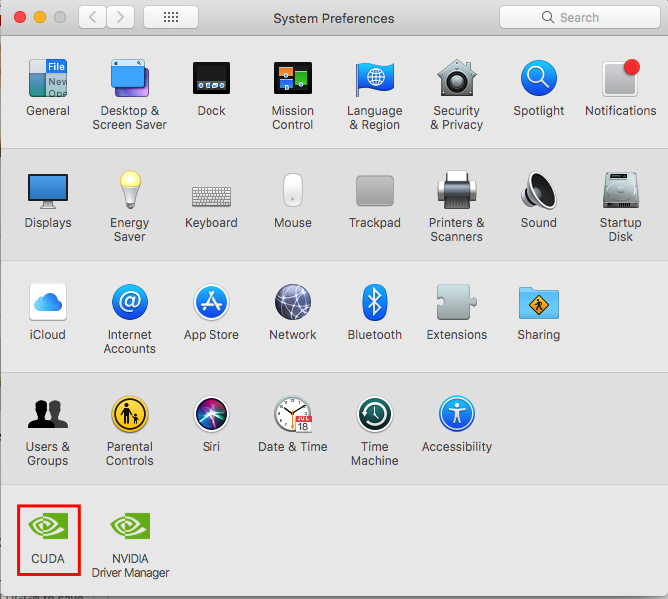 System Preferences
Search
File
New
Ope
General
Desktop &
Screen Saver
Dock
Mission
Control
Language
& Region
Security
& Privacy
Spotlight
Notifications
Displays
Energy
Saver
Keyboard
Mouse
Trackpad
Printers &
Scanners
Sound
Startup
Disk
iCloud
@
Internet
Accounts
App Store
Network
Bluetooth
Extensions
Sharing
Users &
Groups
Parental
Controls
Siri
JUL
18
Date & Time
Time
Machine
Accessibility
CUDA
NVIDIA
Driver Manager